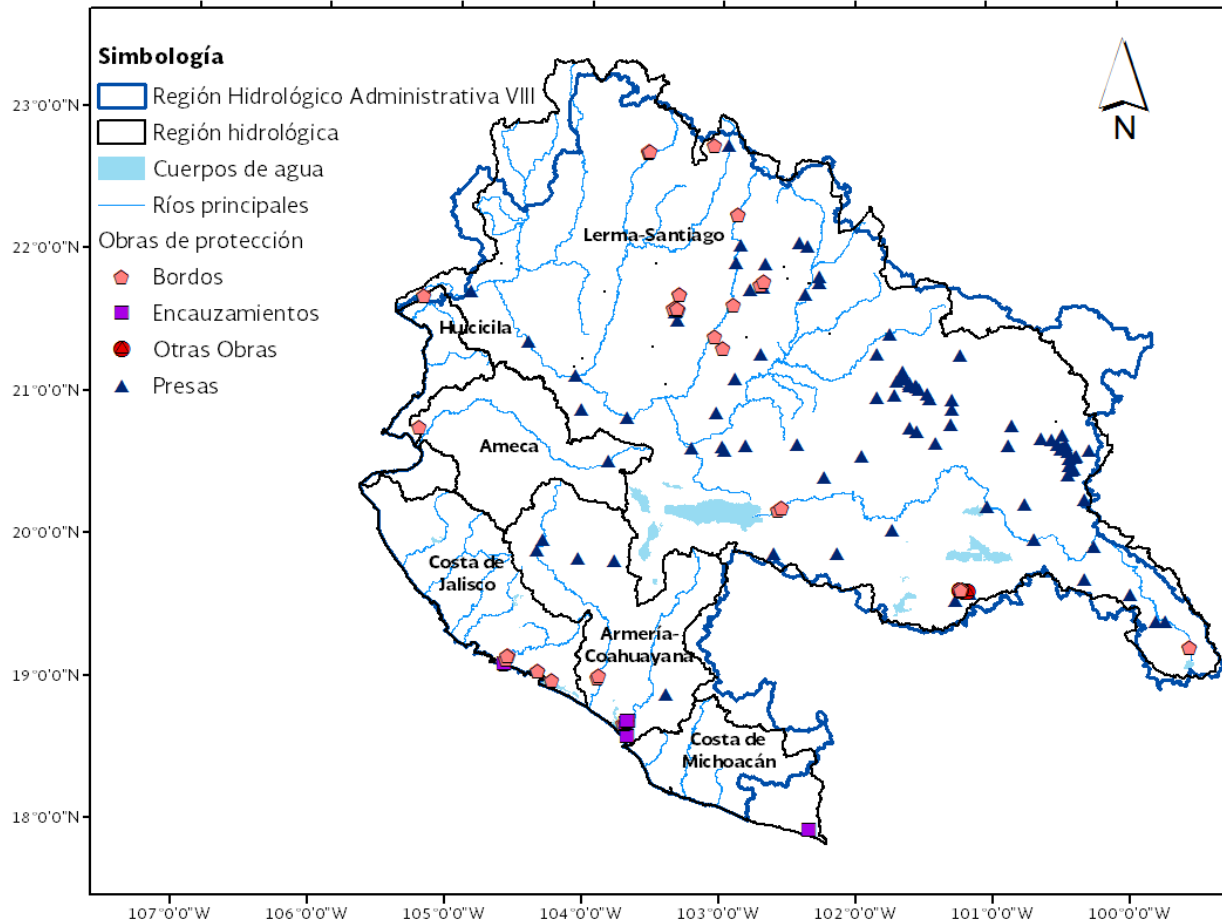 Simbología
Región Hidrológico Administrativa VIII
Región hidrológica
Cuerpos de agua
Ríos principales
Obras de protección
Bordos
Encauzamientos
Otras Obras
Presas
N
Lerma-Santiago
Huicicila
Ameca
Costa de
Jalisco
Armería-
Coahuayana
Costa de
Michoacán
23°0'0"N
22°0'0"N
21°0'0"N
20°0'0"N
19°0'0"N
18°0'0"N
107°0'0"W
106°0'0"W
105°0'0"W
104°0'0"W
103°0'0"W
102°0'0"W
101°0'0"W
100°0'0"W